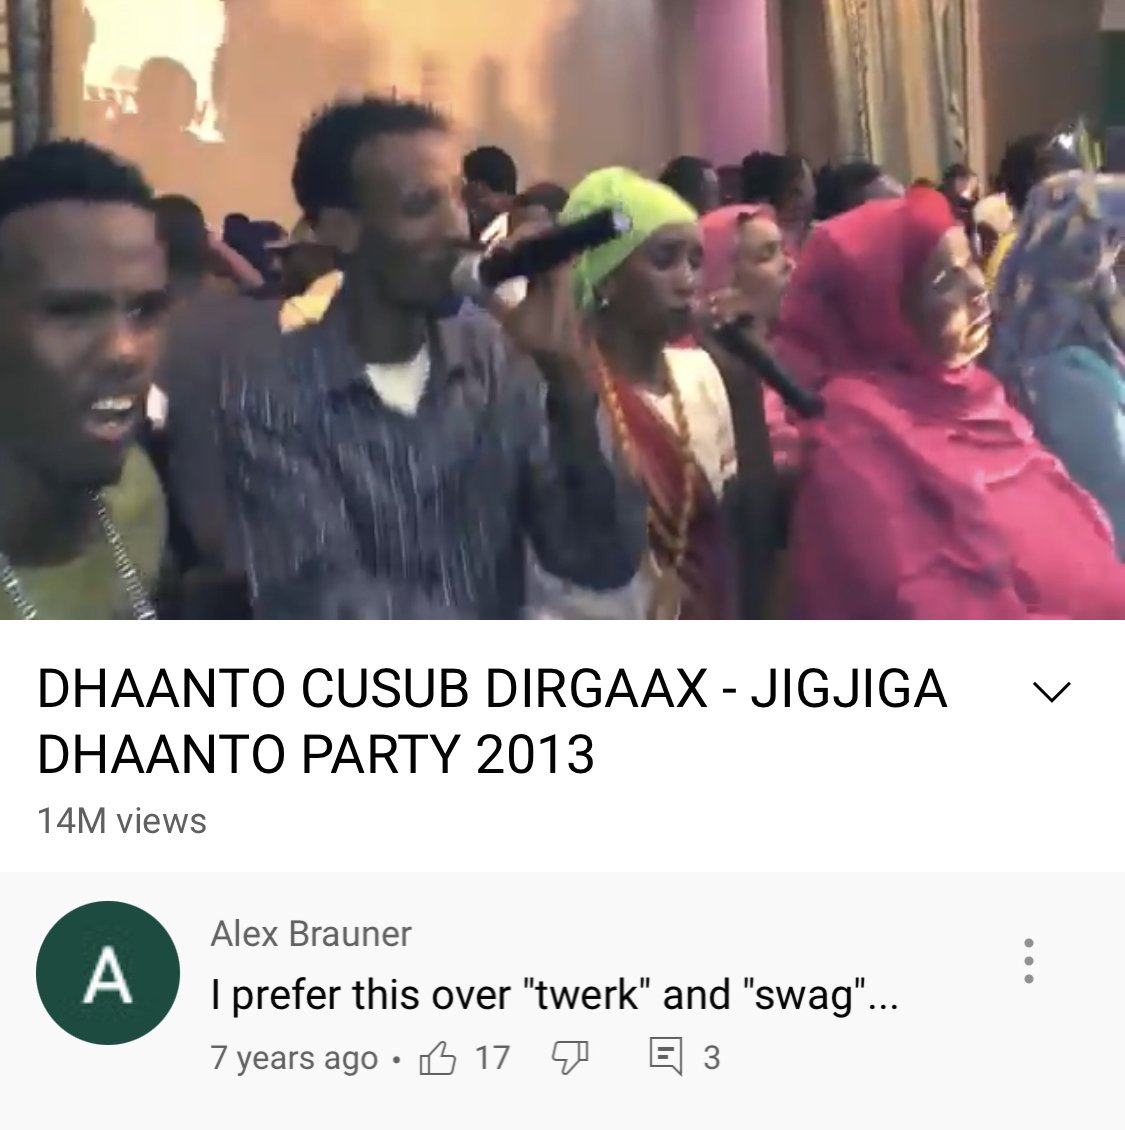 DHAANTO CUSUB DIRGAAX - JIGJIGA
DHAANTO PARTY 2013
14M views
A
Alex Brauner
I prefer this over "twerk" and "swag"...
7 years ago • 17 3